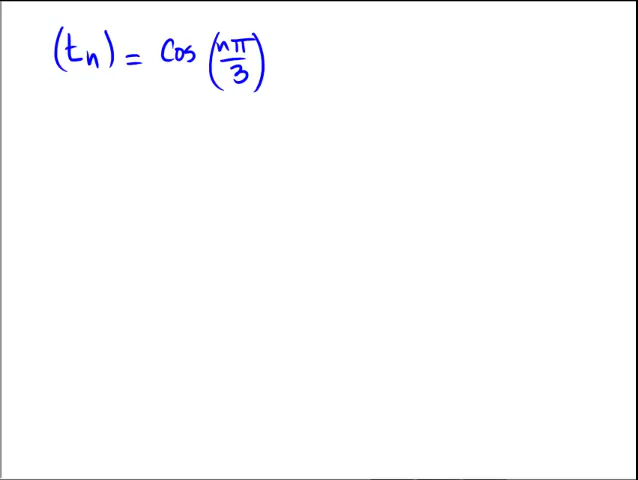 (tn) = Cos (nπ/3)